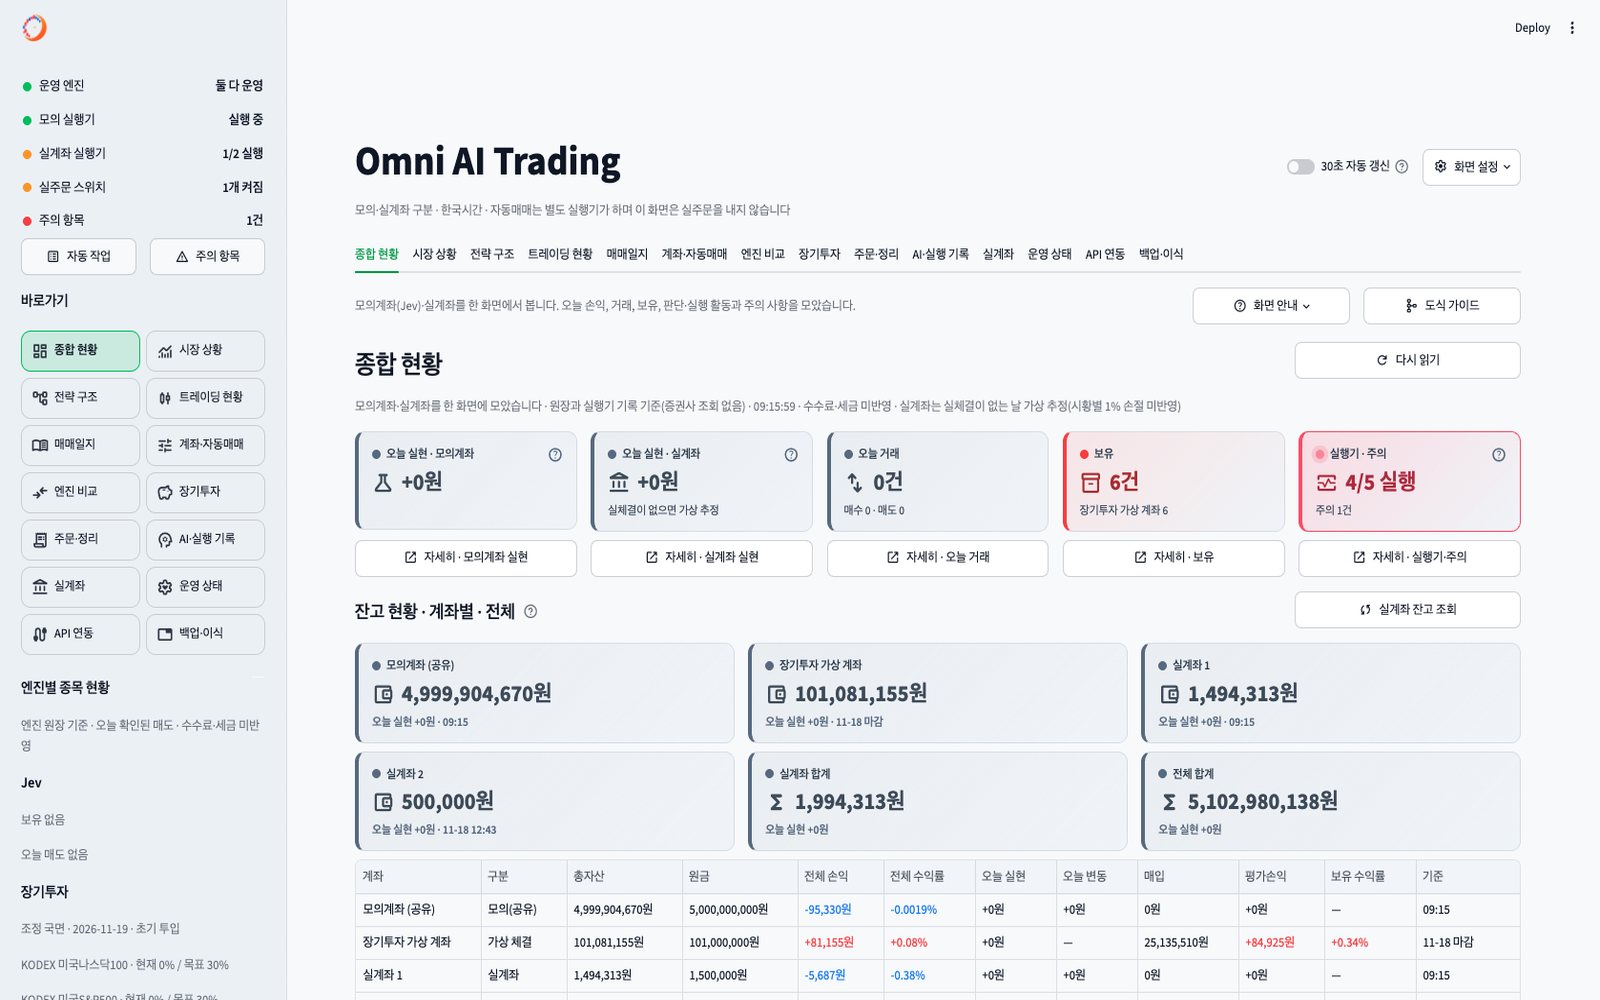 Deploy
운영 엔진 둘 다 운영
모의 실행기 실행 중
실계좌 실행기 1/2 실행
실주문 스위치 1개 켜짐
주의 항목 1건
자동 작업 주의 항목
바로가기
종합 현황 시장 상황
전략 구조 트레이딩 현황
매매일지 계좌·자동매매
엔진 비교 장기투자
주문·정리 AI·실행 기록
실계좌 운영 상태
API 연동 백업·이식
엔진별 종목 현황
엔진 원장 기준 · 오늘 확인된 매도 · 수수료·세금 미반
영
Jev
보유 없음
오늘 매도 없음
장기투자
조정 국면 · 2026-11-19 · 초기 투입
KODEX 미국나스닥100 · 현재 0% / 목표 30%
KODEX 미국S&P500 · 현재 0% / 목표 30%
Omni AI Trading
30초 자동 갱신 화면 설정
모의·실계좌 구분 · 한국시간 · 자동매매는 별도 실행기가 하며 이 화면은 실주문을 내지 않습니다
종합 현황 시장 상황 전략 구조 트레이딩 현황 매매일지 계좌·자동매매 엔진 비교 장기투자 주문·정리 AI·실행 기록 실계좌 운영 상태 API 연동 백업·이식
모의계좌(Jev)·실계좌를 한 화면에서 봅니다. 오늘 손익, 거래, 보유, 판단·실행 활동과 주의 사항을 모았습니다.
화면 안내 도식 가이드
종합 현황
다시 읽기
모의계좌·실계좌를 한 화면에 모았습니다 · 원장과 실행기 기록 기준(증권사 조회 없음) · 09:15:59 · 수수료·세금 미반영 · 실계좌는 실체결이 없는 날 가상 추정(시황별 1% 손절 미반영)
오늘 실현 · 모의계좌
+0원
오늘 실현 · 실계좌
+0원
실체결이 없으면 가상 추정
오늘 거래
0건
매수 0 · 매도 0
보유
6건
장기투자 가상 계좌 6
실행기 · 주의
4/5 실행
주의 1건
자세히 · 모의계좌 실현 자세히 · 실계좌 실현 자세히 · 오늘 거래 자세히 · 보유 자세히 · 실행기·주의
잔고 현황 · 계좌별 · 전체
실계좌 잔고 조회
모의계좌 (공유)
4,999,904,670원
오늘 실현 +0원 · 09:15
장기투자 가상 계좌
101,081,155원
오늘 실현 +0원 · 11-18 마감
실계좌 1
1,494,313원
오늘 실현 +0원 · 09:15
실계좌 2
500,000원
오늘 실현 +0원 · 11-18 12:43
실계좌 합계
1,994,313원
오늘 실현 +0원
전체 합계
5,102,980,138원
오늘 실현 +0원
계좌 구분 총자산 원금 전체 손익 전체 수익률 오늘 실현 오늘 변동 매입 평가손익 보유 수익률 기준
모의계좌 (공유) 모의(공유) 4,999,904,670원 5,000,000,000원 -95,330원 -0.0019% +0원 +0원 0원 +0원 — 09:15
장기투자 가상 계좌 가상 체결 101,081,155원 101,000,000원 +81,155원 +0.08% +0원 — 25,135,510원 +84,925원 +0.34% 11-18 마감
실계좌 1 실계좌 1,494,313원 1,500,000원 -5,687원 -0.38% +0원 +0원 0원 +0원 — 09:15